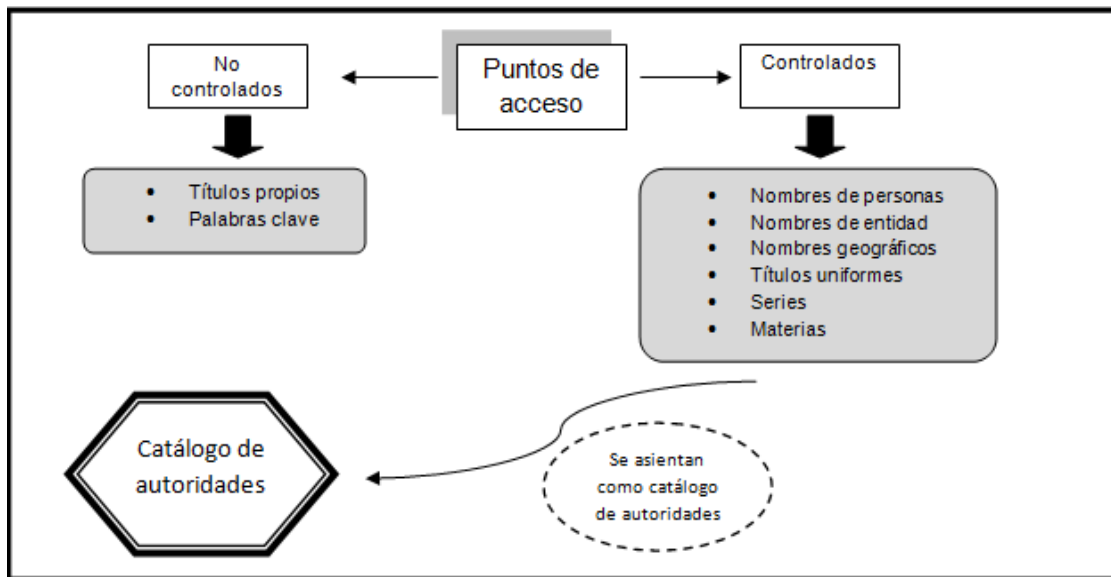 Puntos de
acceso
No
controlados
Controlados
• Títulos propios
• Palabras clave
• Nombres de personas
• Nombres de entidad
• Nombres geográficos
• Títulos uniformes
• Series
• Materias
Se asientan
como catálogo
de autoridades
Catálogo de
autoridades